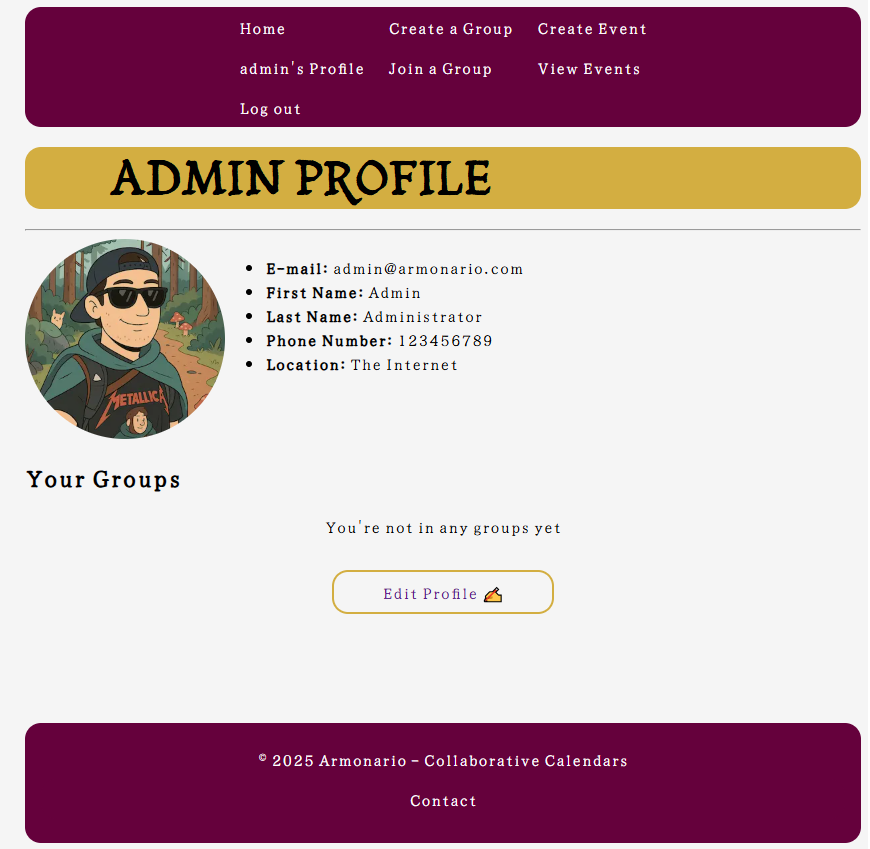 Home Create a Group Create Event
admin's Profile Join a Group View Events
Log out
ADMIN PROFILE
METALLICA
E-mail: admin@armonario.com
First Name: Admin
Last Name: Administrator
Phone Number: 123456789
Location: The Internet
Your Groups
You're not in any groups yet
Edit Profile ✍
© 2025 Armonario - Collaborative Calendars
Contact